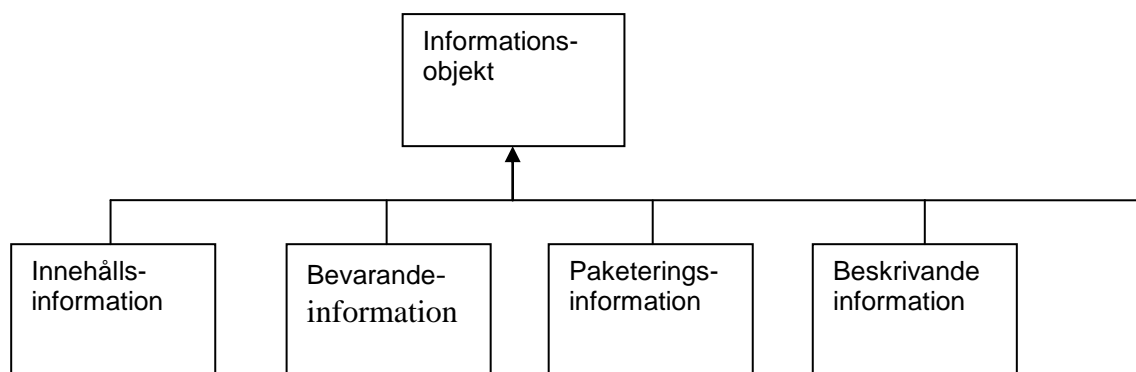 Informations-
objekt
Innehålls-
information
Bevarande-
information
Paketerings-
information
Beskrivande
information